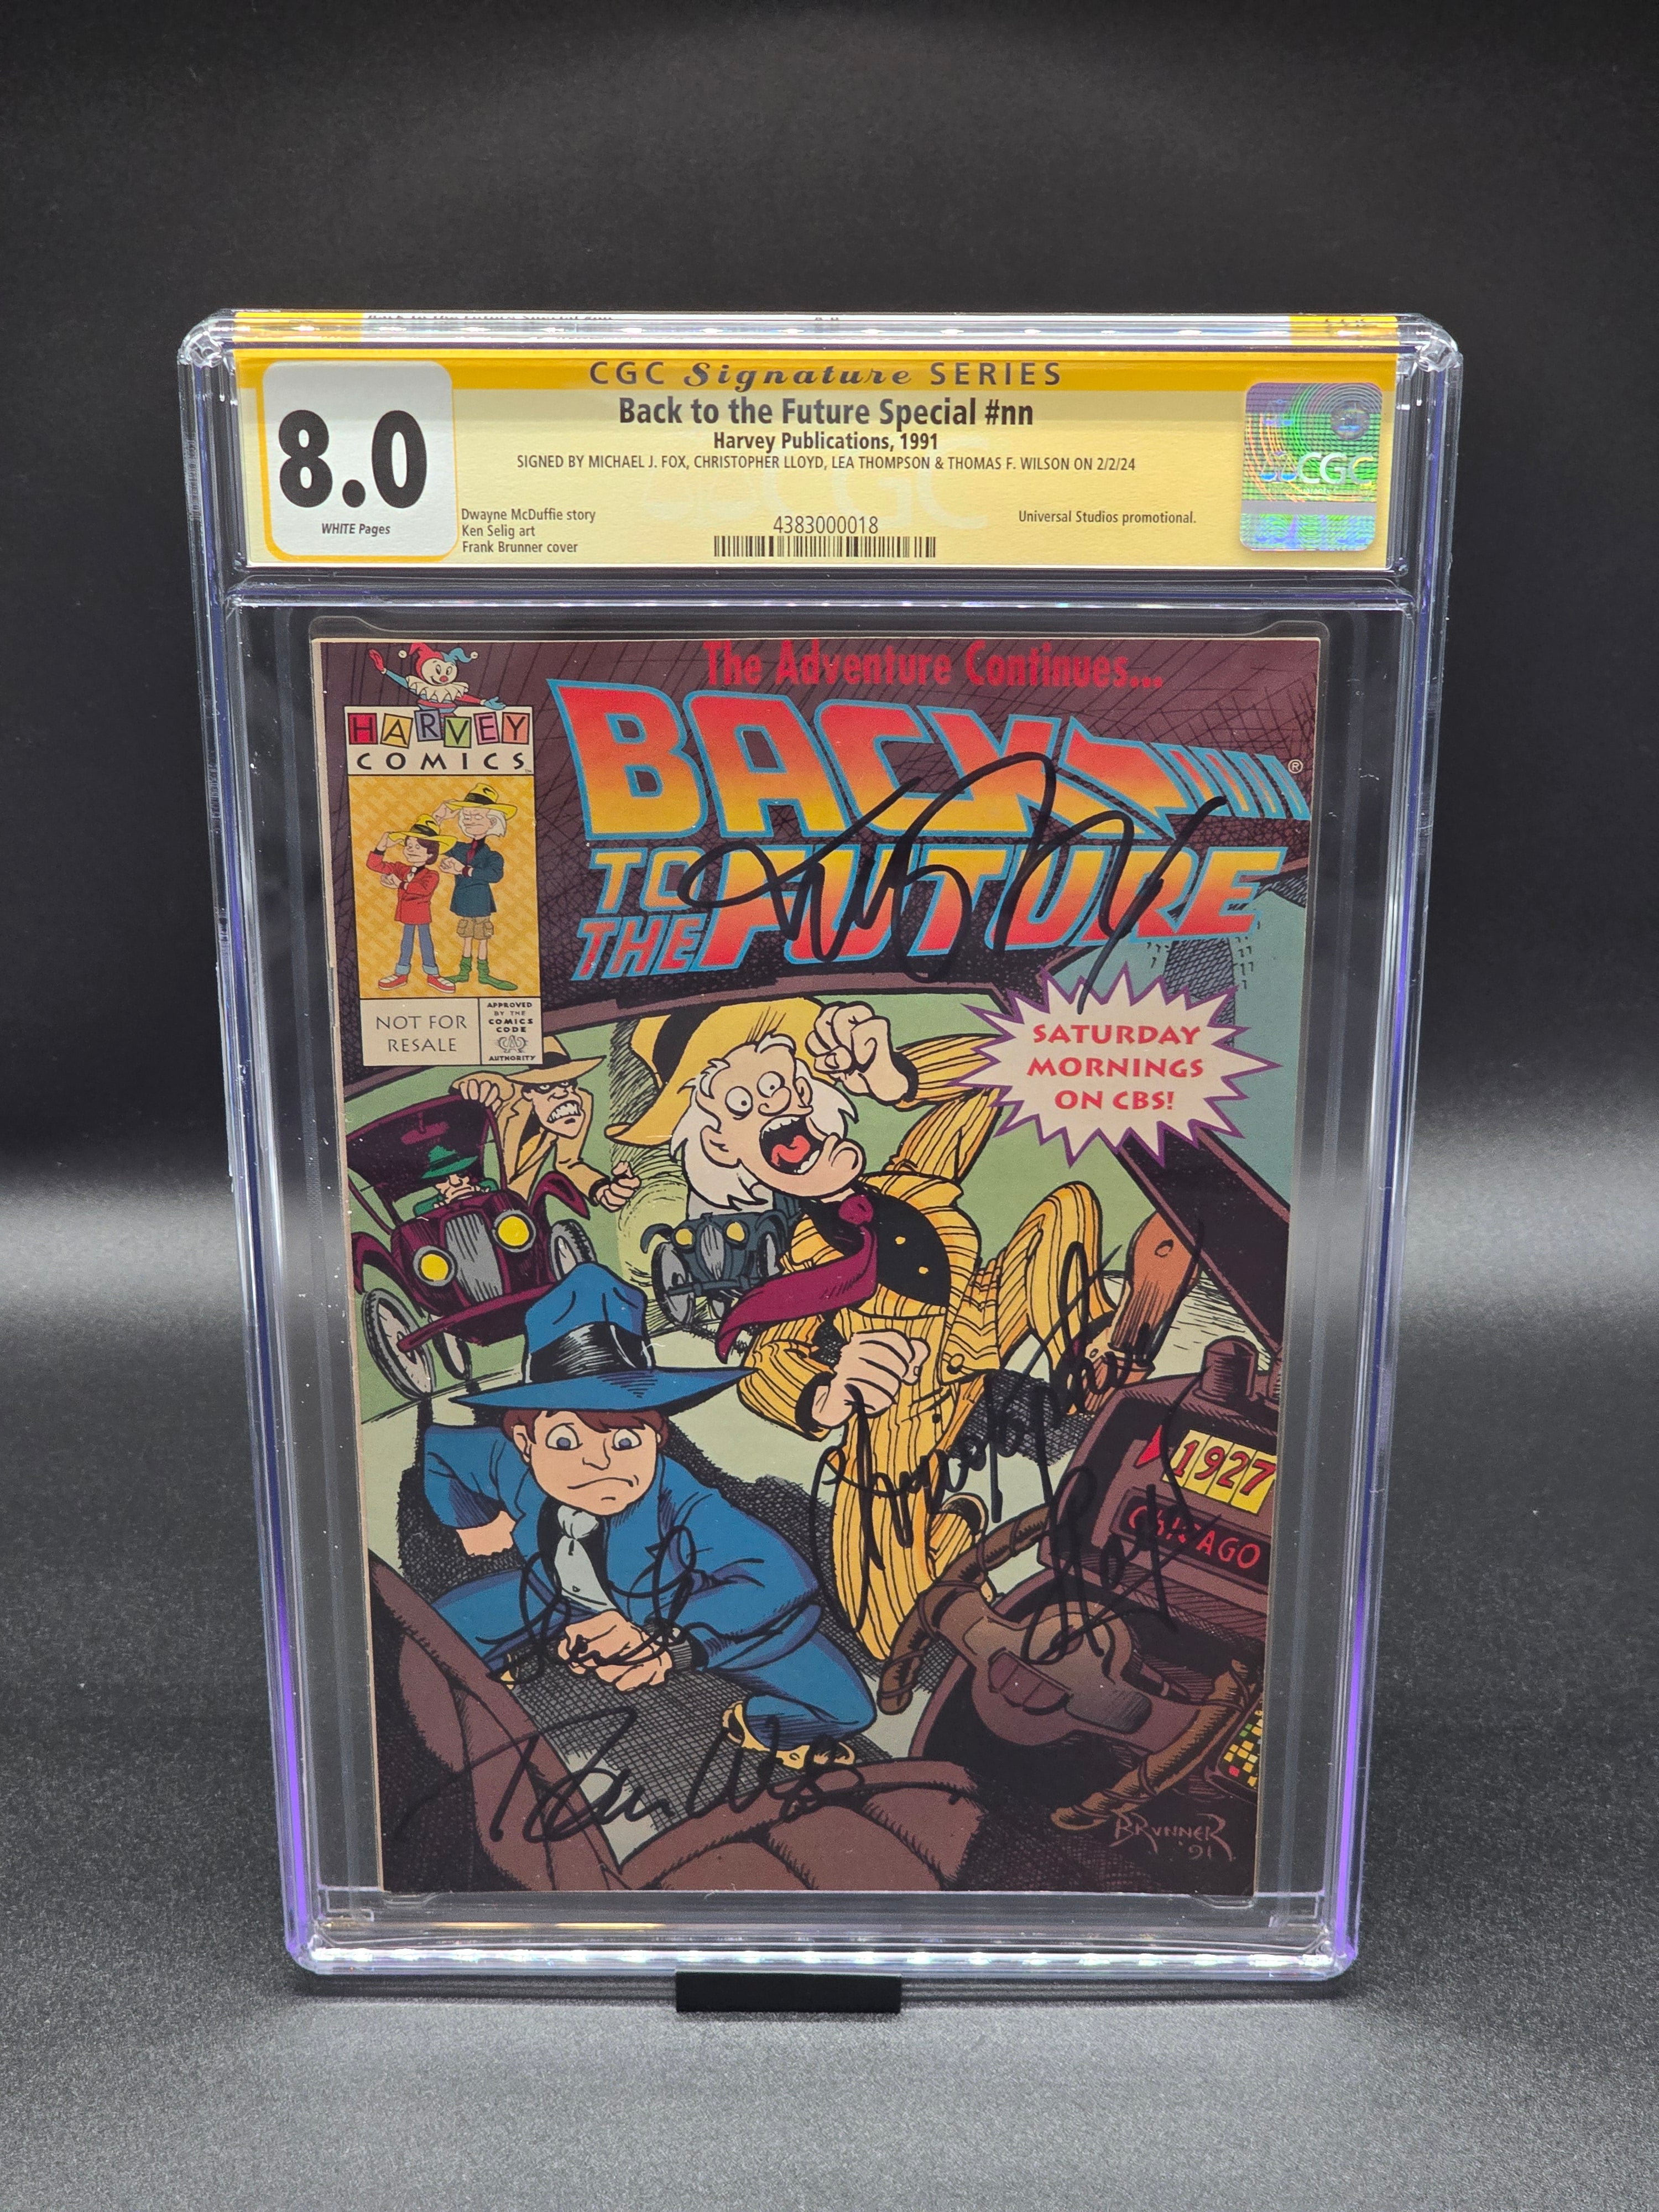 CGC Signature SERIES
8.0
WHITE Pages
Back to the Future Special #nn
Harvey Publications, 1991
SIGNED BY MICHAEL J. FOX, CHRISTOPHER LLOYD, LEA THOMPSON & THOMAS F. WILSON ON 2/2/24
Dwayne McDuffie story
Ken Selig art
Frank Brunner cover
4383000018
Universal Studios promotional.
CGC
The Adventure Continues...
HARVEY
COMICS
BACK
TO
THE FUTURE
®
NOT FOR
RESALE
APPROVED
BY THE
COMICS
CODE
AUTHORITY
SATURDAY
MORNINGS
ON CBS!
1927
CHICAGO
BRUNNER
'91